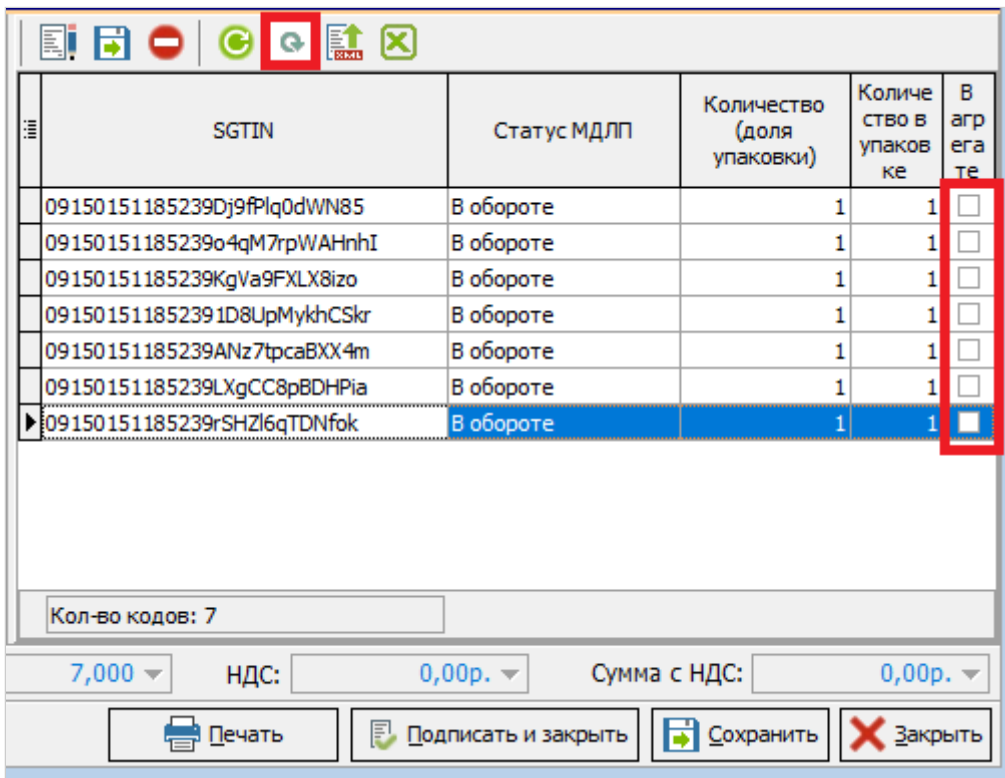 XML
SGTIN
Статус МДЛП
Количество
(доля
упаковки)
Количе
ство в
упаков
ке
В
агр
ега
те
09150151185239Dj9fPlq0dWN85 В обороте 1 1
09150151185239o4qM7rpWAHnhI В обороте 1 1
09150151185239KgVa9FXLX8izo В обороте 1 1
091501511852391D8UpMykhCSkr В обороте 1 1
09150151185239ANz7tpcaBXX4m В обороте 1 1
09150151185239LXgCC8pBDHPia В обороте 1 1
09150151185239rSHZl6qTDNfok В обороте 1 1
Кол-во кодов: 7
7,000 НДС: 0,00р. Сумма с НДС: 0,00р.
Печать Подписать и закрыть Сохранить Закрыть